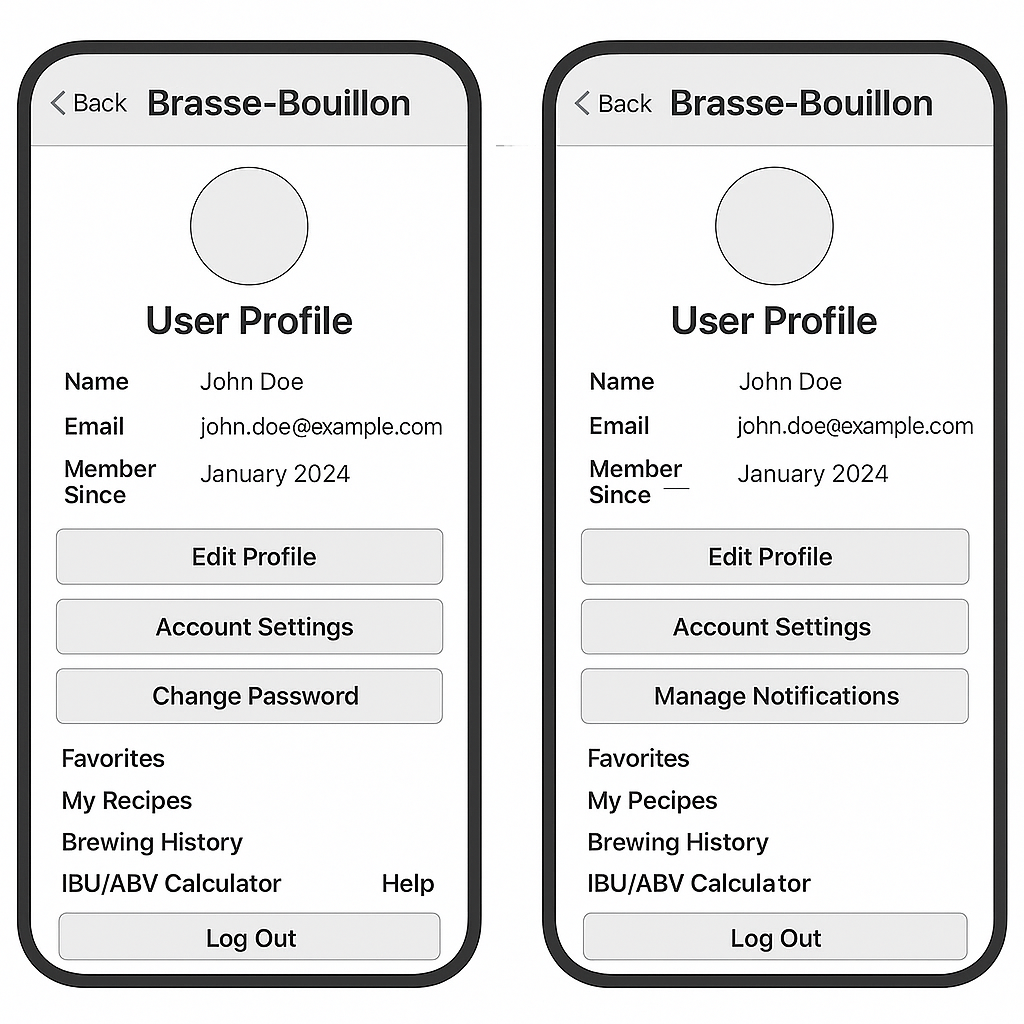 Back Brasse-Bouillon
User Profile
Name John Doe
Email john.doe@example.com
Member Since January 2024
Edit Profile
Account Settings
Change Password
Favorites
My Recipes
Brewing History
IBU/ABV Calculator Help
Log Out
Back Brasse-Bouillon
User Profile
Name John Doe
Email john.doe@example.com
Member Since January 2024
Edit Profile
Account Settings
Manage Notifications
Favorites
My Pecipes
Brewing History
IBU/ABV Calculator
Log Out